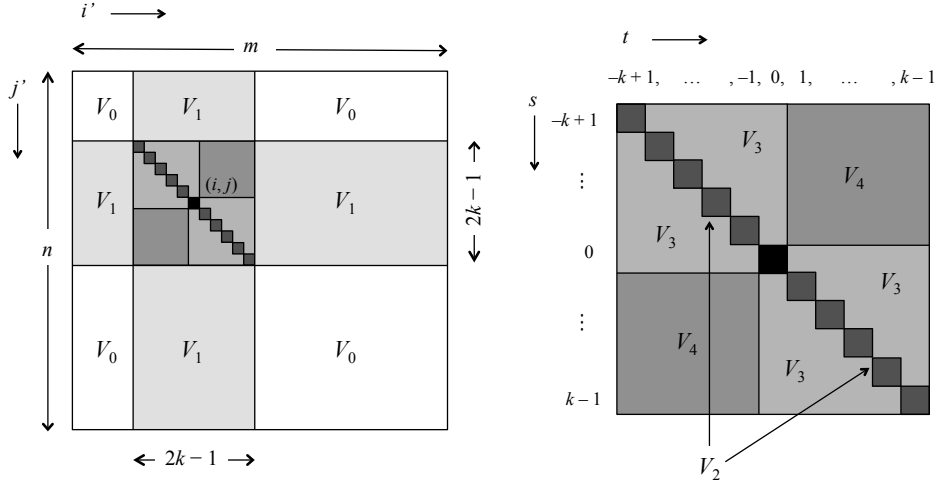 i’
m
n
j’
V0
V1
V0
(i, j)
V1
V1
2k – 1
V0
V1
V0
2k – 1
t
–k + 1, … , –1, 0, 1, … , k – 1
s
–k + 1
⋮
0
⋮
k – 1
V3
V4
V3
V3
V4
V3
V2